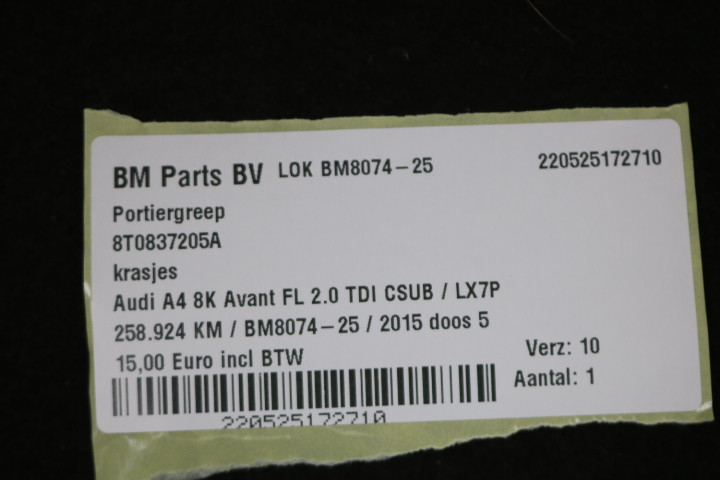 BM Parts BV LOK BM8074-25 220525172710
Portiergreep
8T0837205A
krasjes
Audi A4 8K Avant FL 2.0 TDI CSUB / LX7P
258.924 KM / BM8074-25 / 2015 doos 5
15,00 Euro incl BTW Verz: 10
Aantal: 1
220525172710